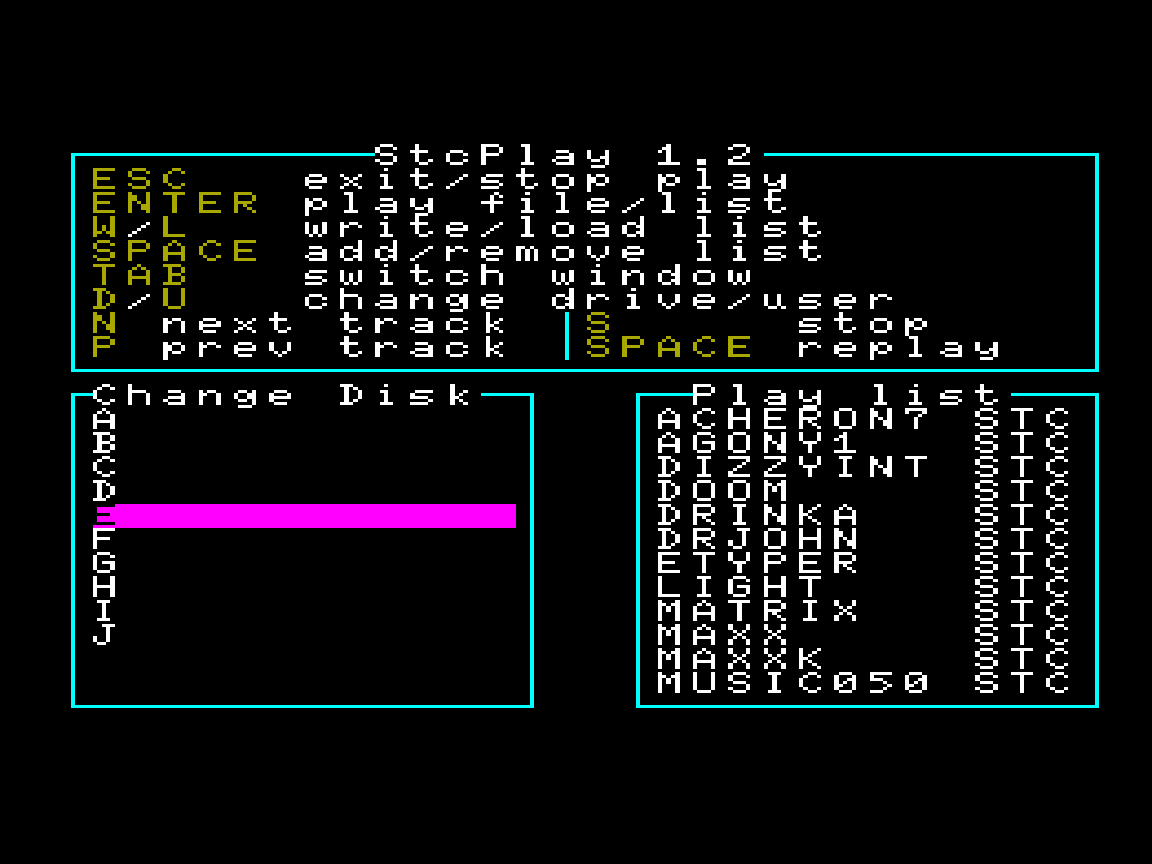 StcPlay 1.2
ESC exit/stop play
ENTER play file/list
W/L write/load list
SPACE add/remove list
TAB switch window
D/U change drive/user
N next track S stop
P prev track SPACE replay
Change Disk
A
B
C
D
E
F
G
H
I
J
Play list
ACHERON7 STC
AGONY1 STC
DIZZYINT STC
DOOM STC
DRINKA STC
DRJOHN STC
ETYPER STC
LIGHT STC
MATRIX STC
MAXX STC
MAXXK STC
MUSIC050 STC